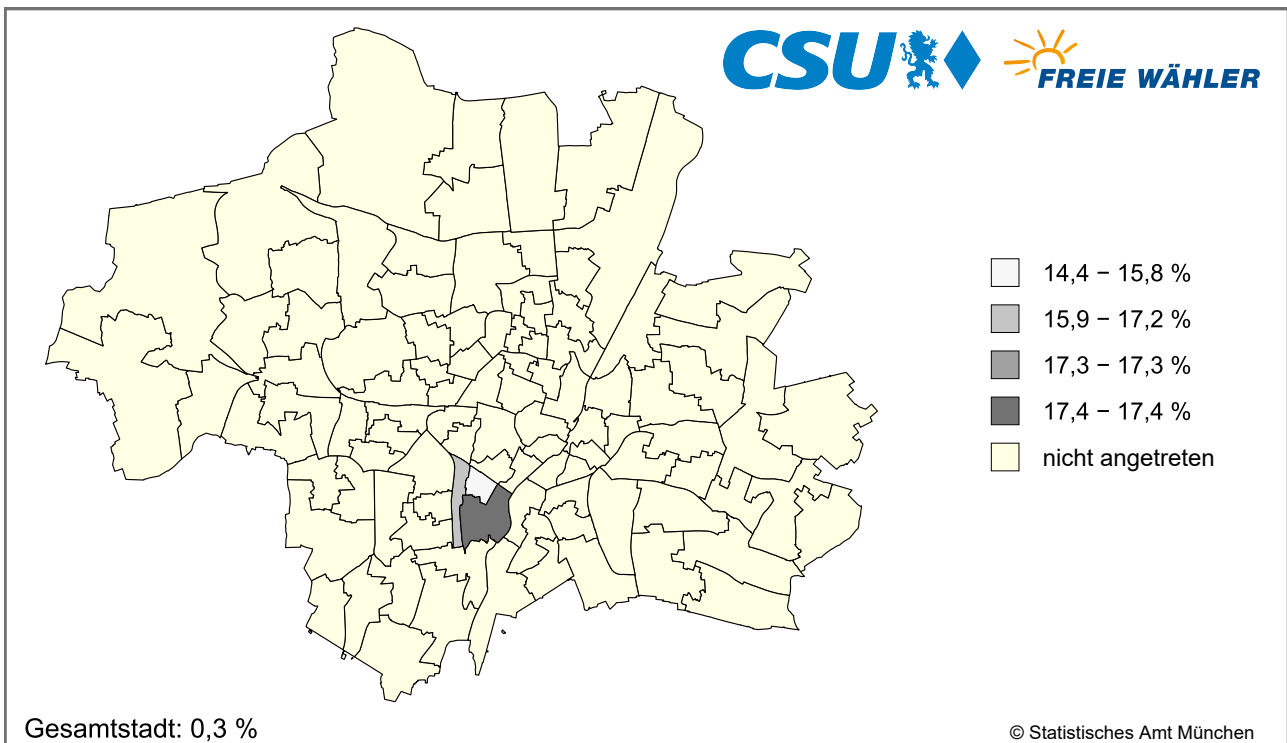 CSU
FREIE WÄHLER
14,4 − 15,8 %
15,9 − 17,2 %
17,3 − 17,3 %
17,4 − 17,4 %
nicht angetreten
Gesamtstadt: 0,3 %
© Statistisches Amt München